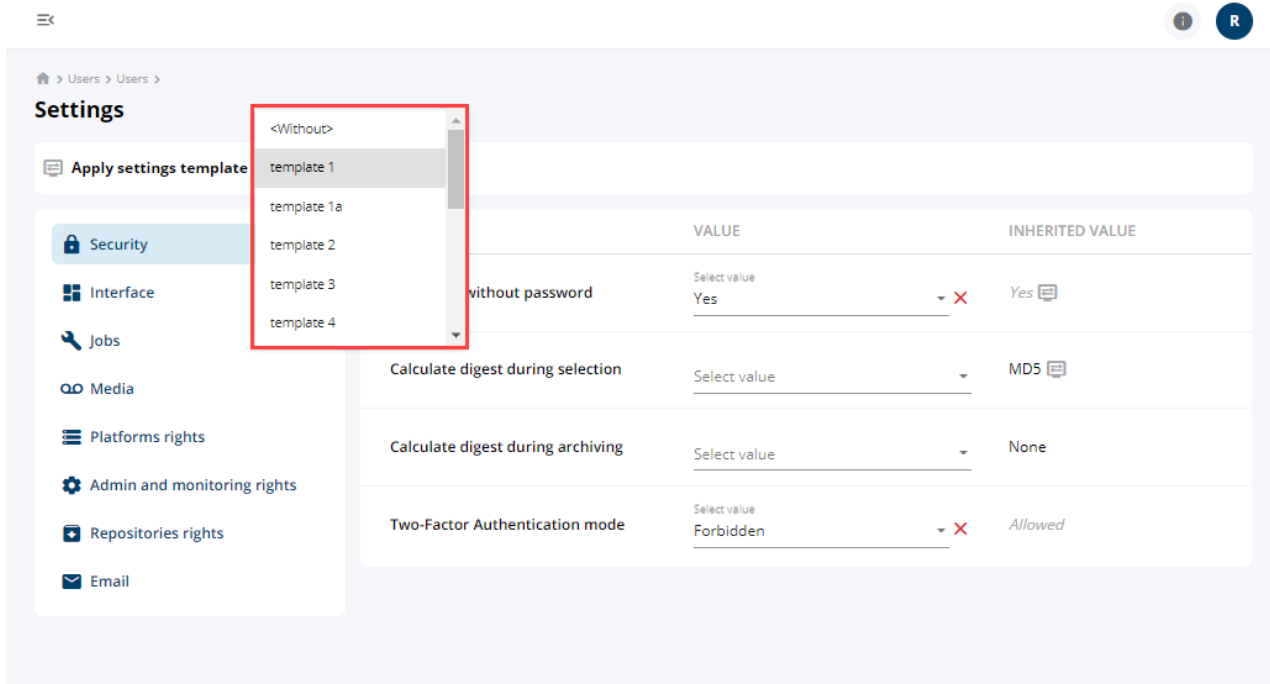 R
Users > Users >
Settings
Apply settings template
<Without>
template 1
template 1a
template 2
template 3
template 4
Security
Interface
Jobs
Media
Platforms rights
Admin and monitoring rights
Repositories rights
Email
VALUE INHERITED VALUE
without password Select value Yes Yes
Calculate digest during selection Select value MD5
Calculate digest during archiving Select value None
Two-Factor Authentication mode Select value Forbidden Allowed